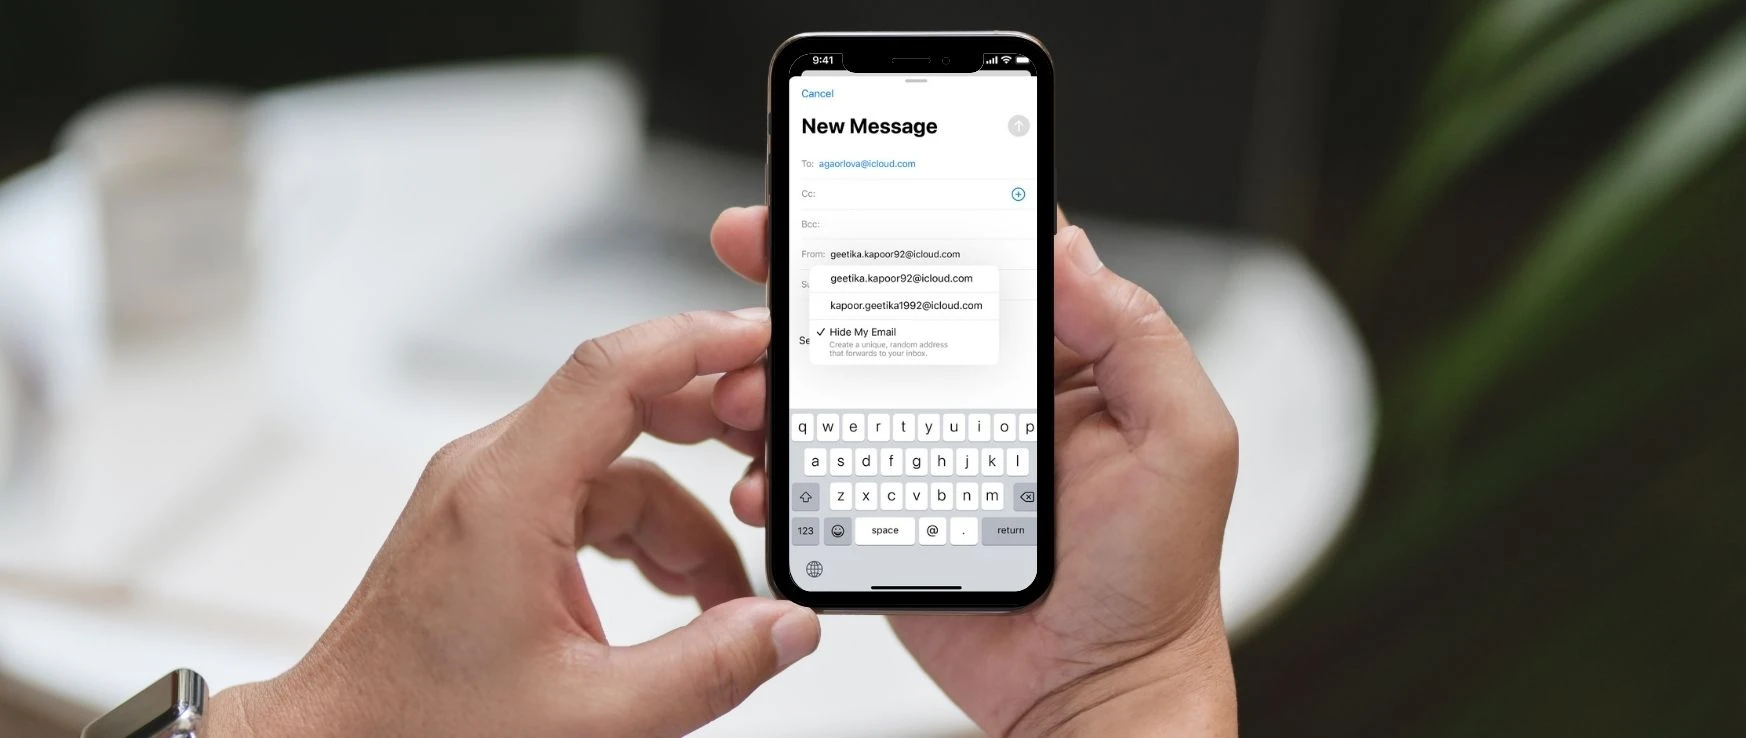 9:41
Cancel
New Message
To: agaorlova@icloud.com
Cc:
Bcc:
From: geetika.kapoor92@icloud.com
geetika.kapoor92@icloud.com
kapoor.geetika1992@icloud.com
Hide My Email
Create a unique, random address
that forwards to your inbox.
q w e r t y u i o p
a s d f g h j k l
z x c v b n m
123 space @ . return